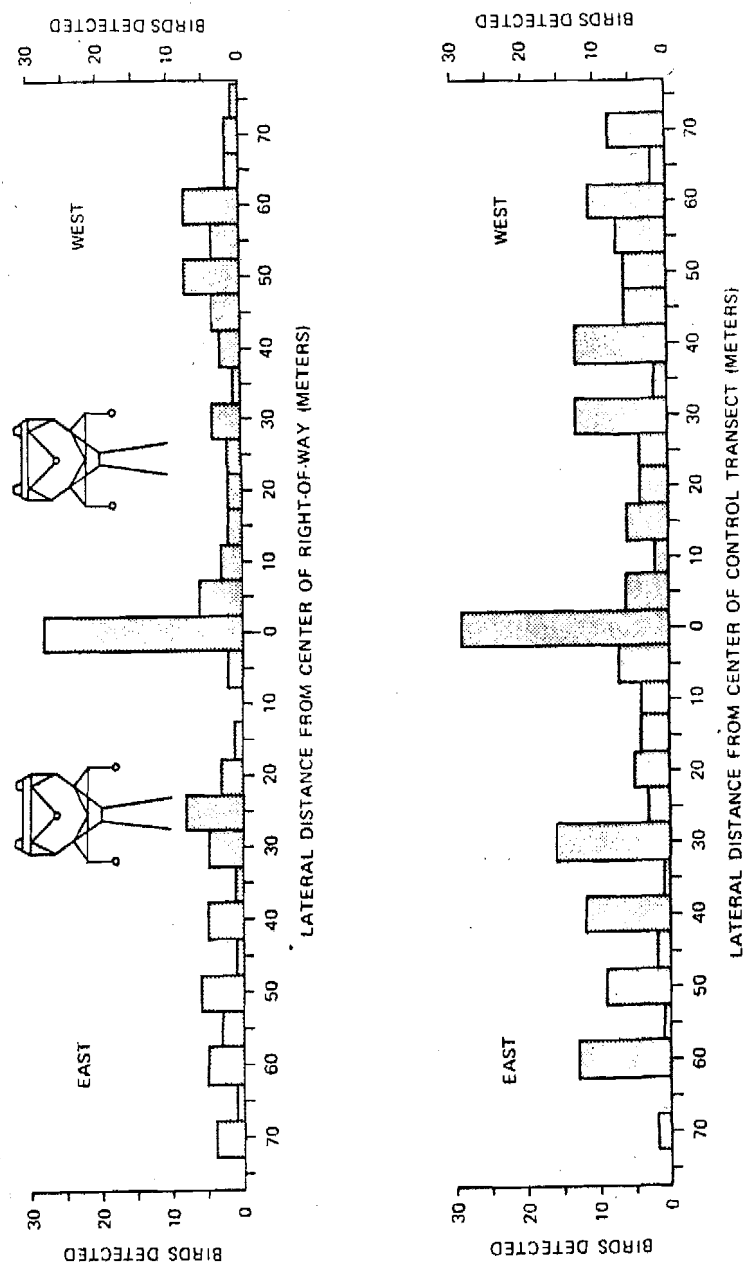 BIRDS DETECTED
30
20
10
0
EAST
WEST
70 60 50 40 30 20 10 0 10 20 30 40 50 60 70
30
20
10
0
BIRDS DETECTED
LATERAL DISTANCE FROM CENTER OF RIGHT-OF-WAY (METERS)
BIRDS DETECTED
30
20
10
0
EAST
WEST
70 60 50 40 30 20 10 0 10 20 30 40 50 60 70
30
20
10
0
BIRDS DETECTED
LATERAL DISTANCE FROM CENTER OF CONTROL TRANSECT (METERS)